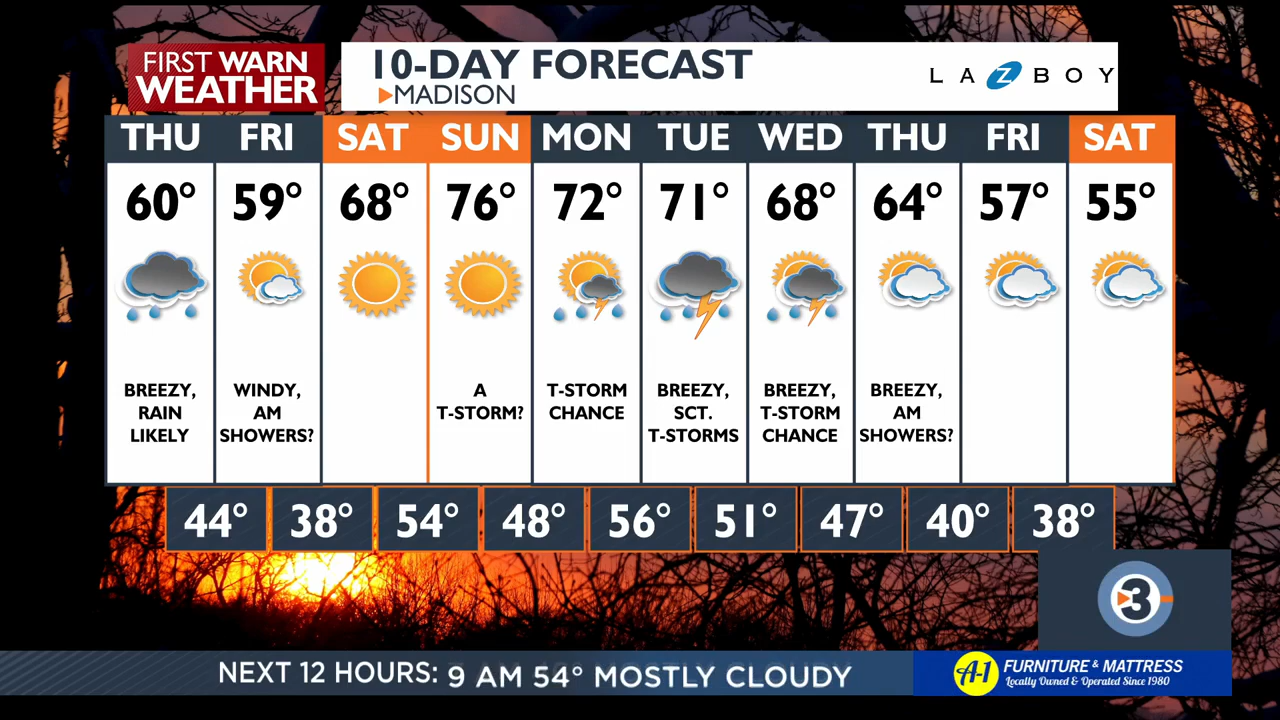 FIRST WARN
WEATHER
10-DAY FORECAST
MADISON
LA Z BOY
THU FRI SAT SUN MON TUE WED THU FRI SAT
60° 59° 68° 76° 72° 71° 68° 64° 57° 55°
BREEZY,
RAIN
LIKELY
WINDY,
AM
SHOWERS?
A
T-STORM?
T-STORM
CHANCE
BREEZY,
SCT.
T-STORMS
BREEZY,
T-STORM
CHANCE
BREEZY,
AM
SHOWERS?
44° 38° 54° 48° 56° 51° 47° 40° 38°
3
NEXT 12 HOURS: 9 AM 54° MOSTLY CLOUDY
A-1
FURNITURE & MATTRESS
Locally Owned & Operated Since 1980